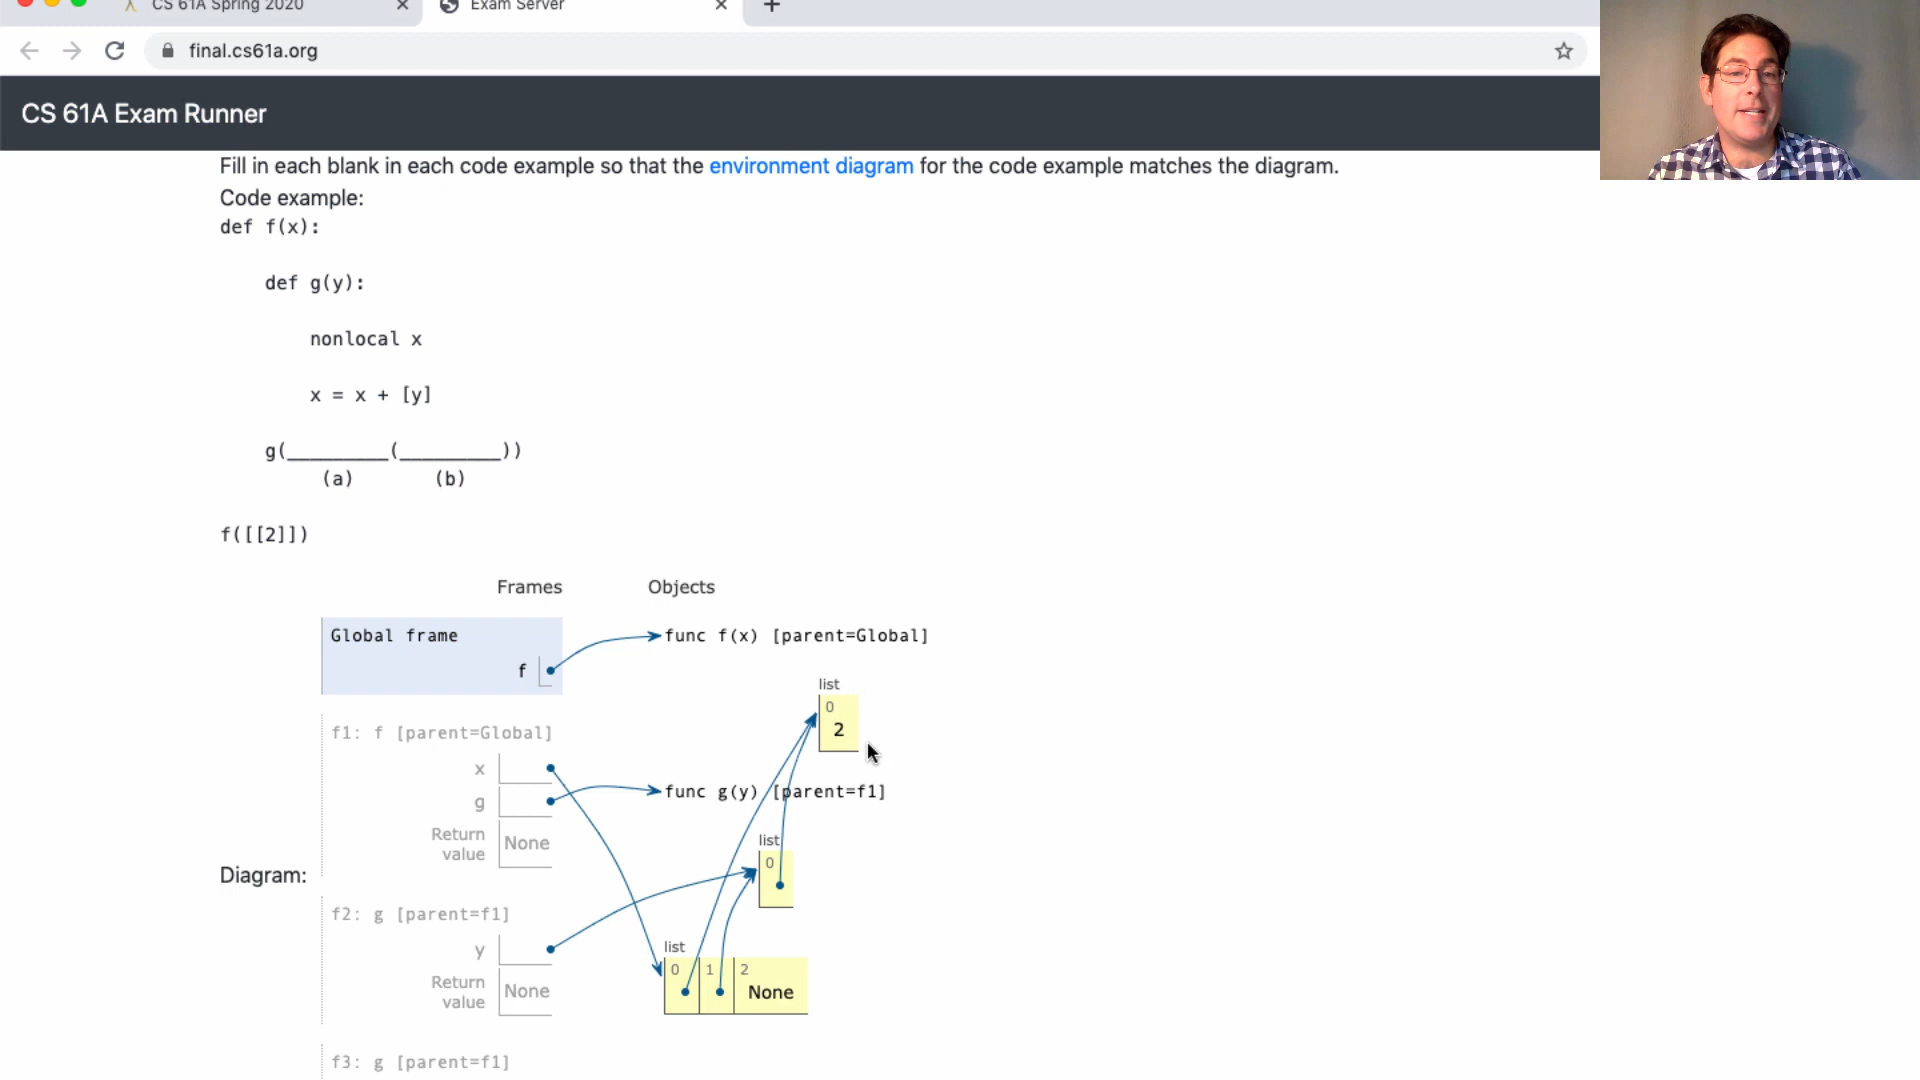 CS 61A Spring 2020
Exam Server
final.cs61a.org
CS 61A Exam Runner
Fill in each blank in each code example so that the environment diagram for the code example matches the diagram.
Code example:
def f(x):
def g(y):
nonlocal x
x = x + [y]
g(_________(_________))
(a) (b)
f([[2]])
Frames Objects
Global frame
f
func f(x) [parent=Global]
list
0
2
f1: f [parent=Global]
x
g
func g(y) [parent=f1]
Return
value
None
list
0
Diagram:
f2: g [parent=f1]
y
Return
value
None
list
0 1 2
None
f3: g [parent=f1]